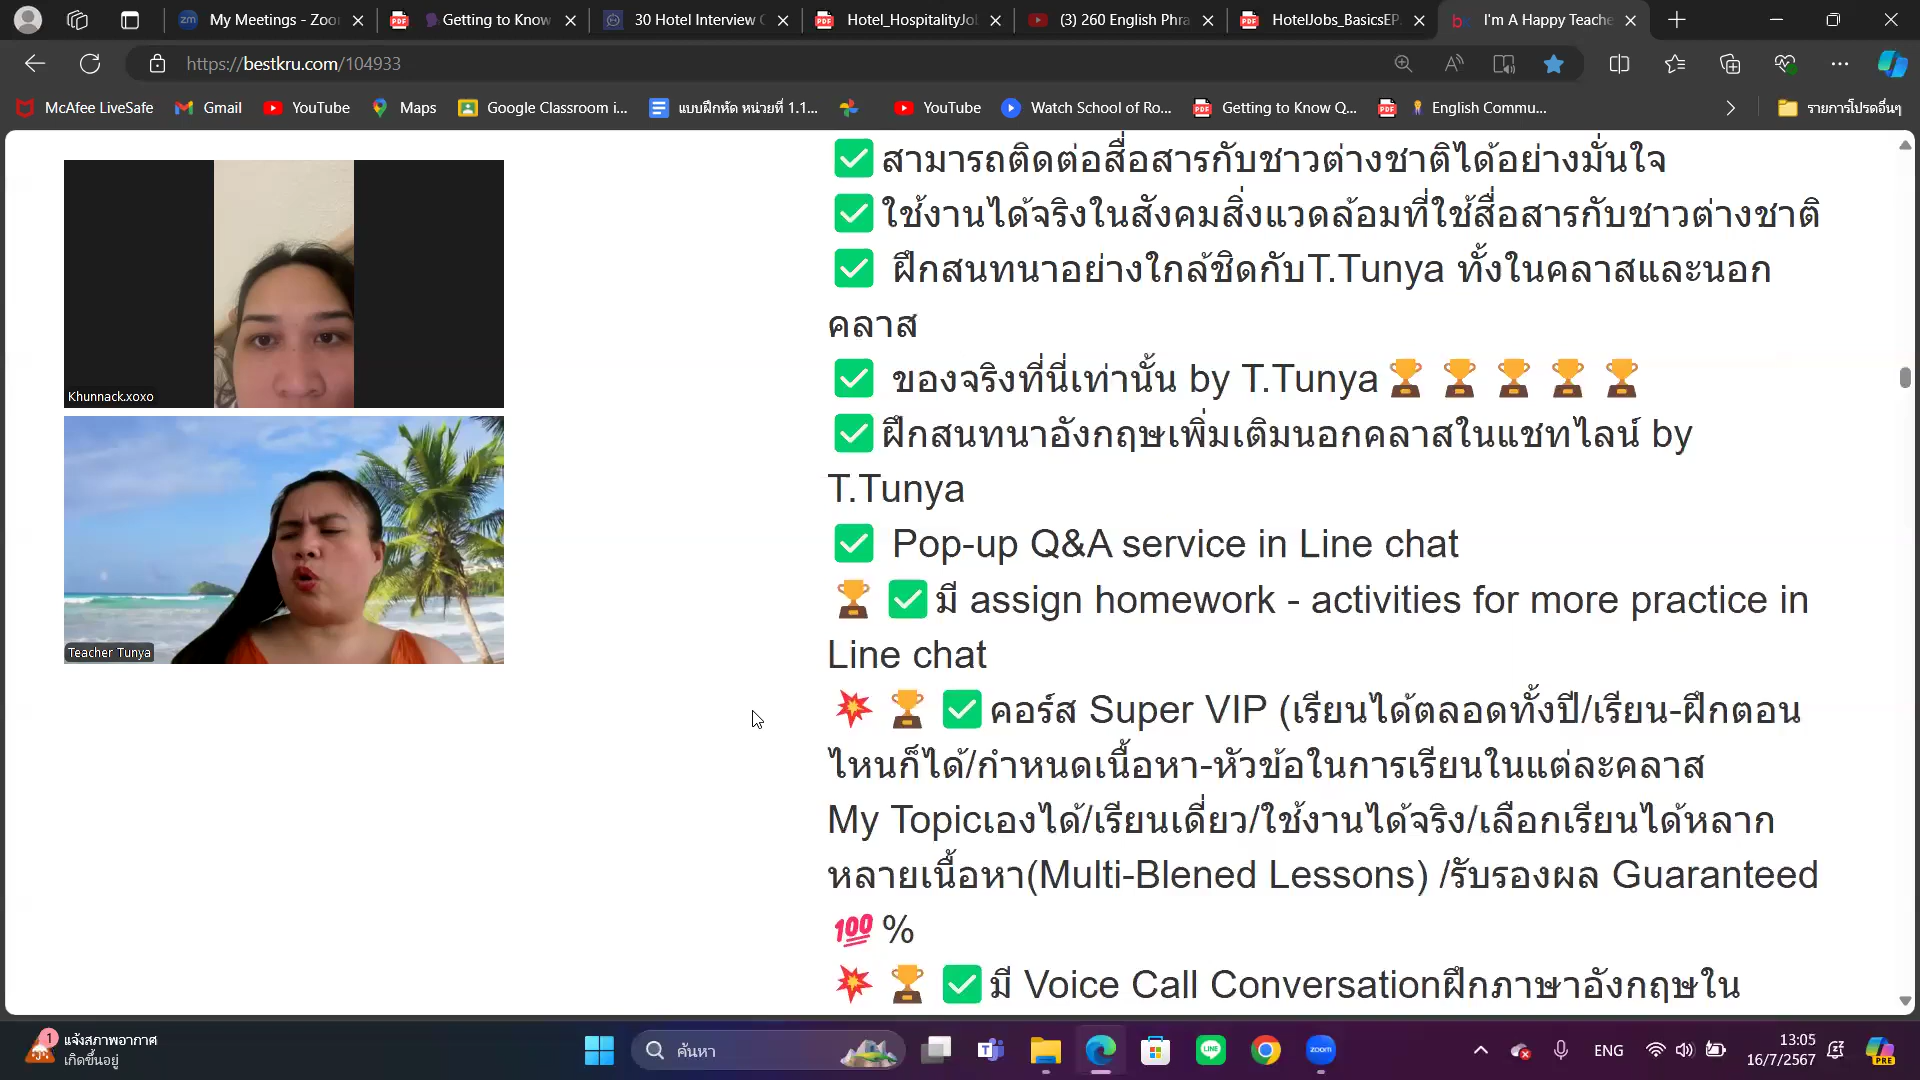 My Meetings - Zoo
Getting to Know
30 Hotel Interview
Hotel_HospitalityJo
(3) 260 English Phra
HotelJobs_BasicsEP
I'm A Happy Teache
https://bestkru.com/104933
McAfee LiveSafe
Gmail
YouTube
Maps
Google Classroom i...
แบบฝึกหัด หน่วยที่ 1.1...
YouTube
Watch School of Ro...
Getting to Know Q...
English Commu...
รายการโปรดอื่นๆ
Khunnack.xoxo
Teacher Tunya
✅สามารถติดต่อสื่อสารกับชาวต่างชาติได้อย่างมั่นใจ
✅ใช้งานได้จริงในสังคมสิ่งแวดล้อมที่ใช้สื่อสารกับชาวต่างชาติ
✅ ฝึกสนทนาอย่างใกล้ชิดกับT.Tunya ทั้งในคลาสและนอก
คลาส
✅ ของจริงที่นี่เท่านั้น by T.Tunya🏆🏆🏆🏆🏆
✅ฝึกสนทนาอังกฤษเพิ่มเติมนอกคลาสในแชทไลน์ by
T.Tunya
✅ Pop-up Q&A service in Line chat
🏆✅มี assign homework - activities for more practice in
Line chat
💥🏆✅คอร์ส Super VIP (เรียนได้ตลอดทั้งปี/เรียน-ฝึกตอน
ไหนก็ได้/กำหนดเนื้อหา-หัวข้อในการเรียนในแต่ละคลาส
My Topicเองได้/เรียนเดี่ยว/ใช้งานได้จริง/เลือกเรียนได้หลาก
หลายเนื้อหา(Multi-Blened Lessons) /รับรองผล Guaranteed
💯%
💥🏆✅มี Voice Call Conversationฝึกภาษาอังกฤษใน
1
แจ้งสภาพอากาศ
เกิดขึ้นอยู่
ค้นหา
zoom
ENG
13:05
16/7/2567